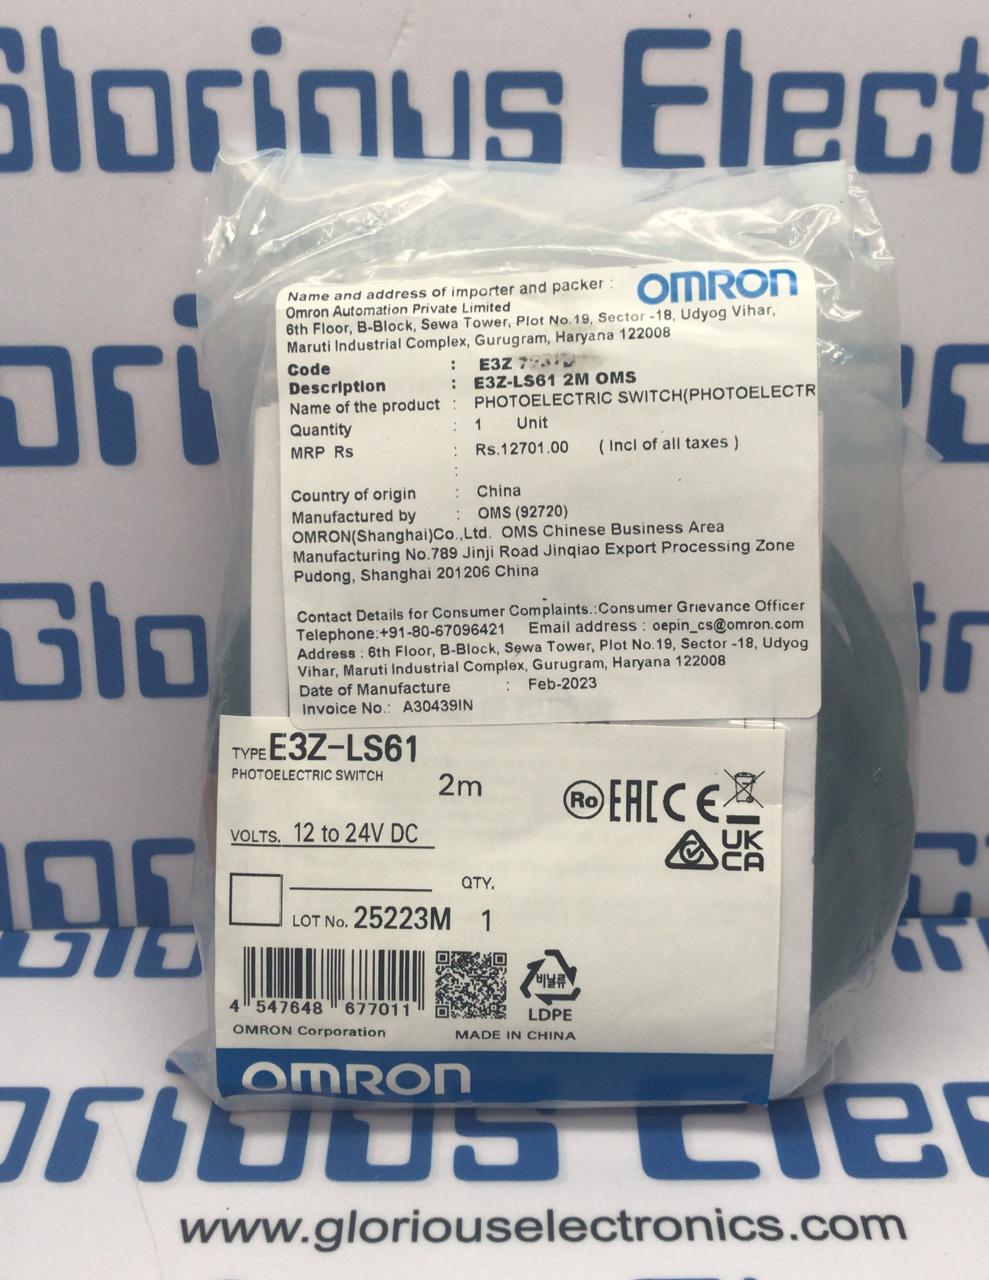 Glorious Elect
OMRON
Name and address of importer and packer :
Omron Automation Private Limited
6th Floor, B-Block, Sewa Tower, Plot No.19, Sector -18, Udyog Vihar,
Maruti Industrial Complex, Gurugram, Haryana 122008
Code : E3Z
Description : E3Z-LS61 2M OMS
Name of the product : PHOTOELECTRIC SWITCH(PHOTOELECTR
Quantity : 1 Unit
MRP Rs : Rs.12701.00 ( Incl of all taxes )
:
Country of origin : China
Manufactured by : OMS (92720)
OMRON(Shanghai)Co.,Ltd. OMS Chinese Business Area
Manufacturing No.789 Jinji Road Jinqiao Export Processing Zone
Pudong, Shanghai 201206 China
Contact Details for Consumer Complaints.:Consumer Grievance Officer
Telephone:+91-80-67096421 Email address : oepin_cs@omron.com
Address : 6th Floor, B-Block, Sewa Tower, Plot No.19, Sector -18, Udyog
Vihar, Maruti Industrial Complex, Gurugram, Haryana 122008
Date of Manufacture : Feb-2023
Invoice No.: A30439IN
TYPE E3Z-LS61
PHOTOELECTRIC SWITCH
2m
Ro EAC CE
UK
CA
VOLTS. 12 to 24V DC
QTY.
LOT No. 25223M 1
4 547648 677011
비닐류
LDPE
OMRON Corporation MADE IN CHINA
OMRON
orious Elec
www.gloriouselectronics.com